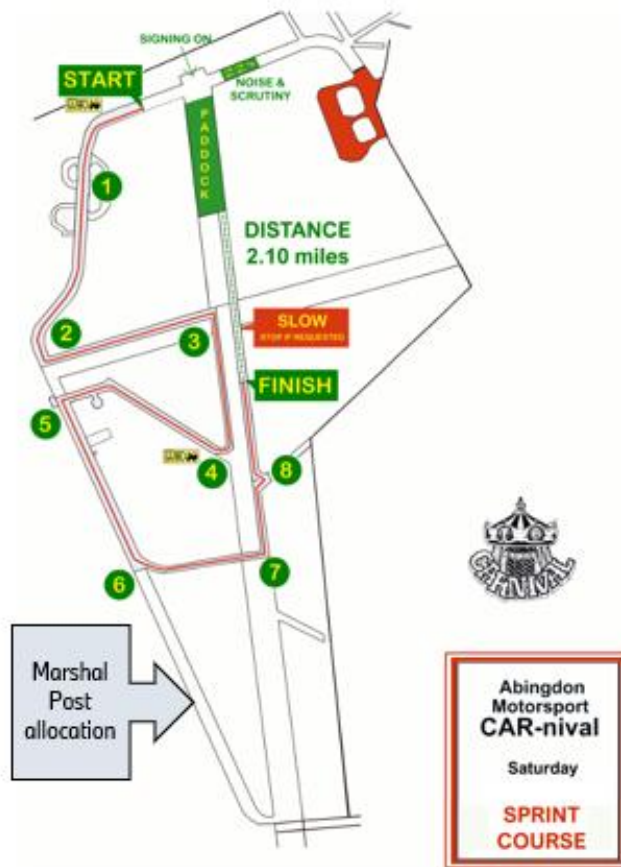 SIGNING ON
START
NOISE &
SCRUTINY
PADDOCK
1
DISTANCE
2.10 miles
2
3
SLOW
STOP IF REQUESTED
FINISH
5
4
8
6
7
CARNIVAL
Marshal
Post
allocation
Abingdon
Motorsport
CAR-nival
Saturday
SPRINT
COURSE